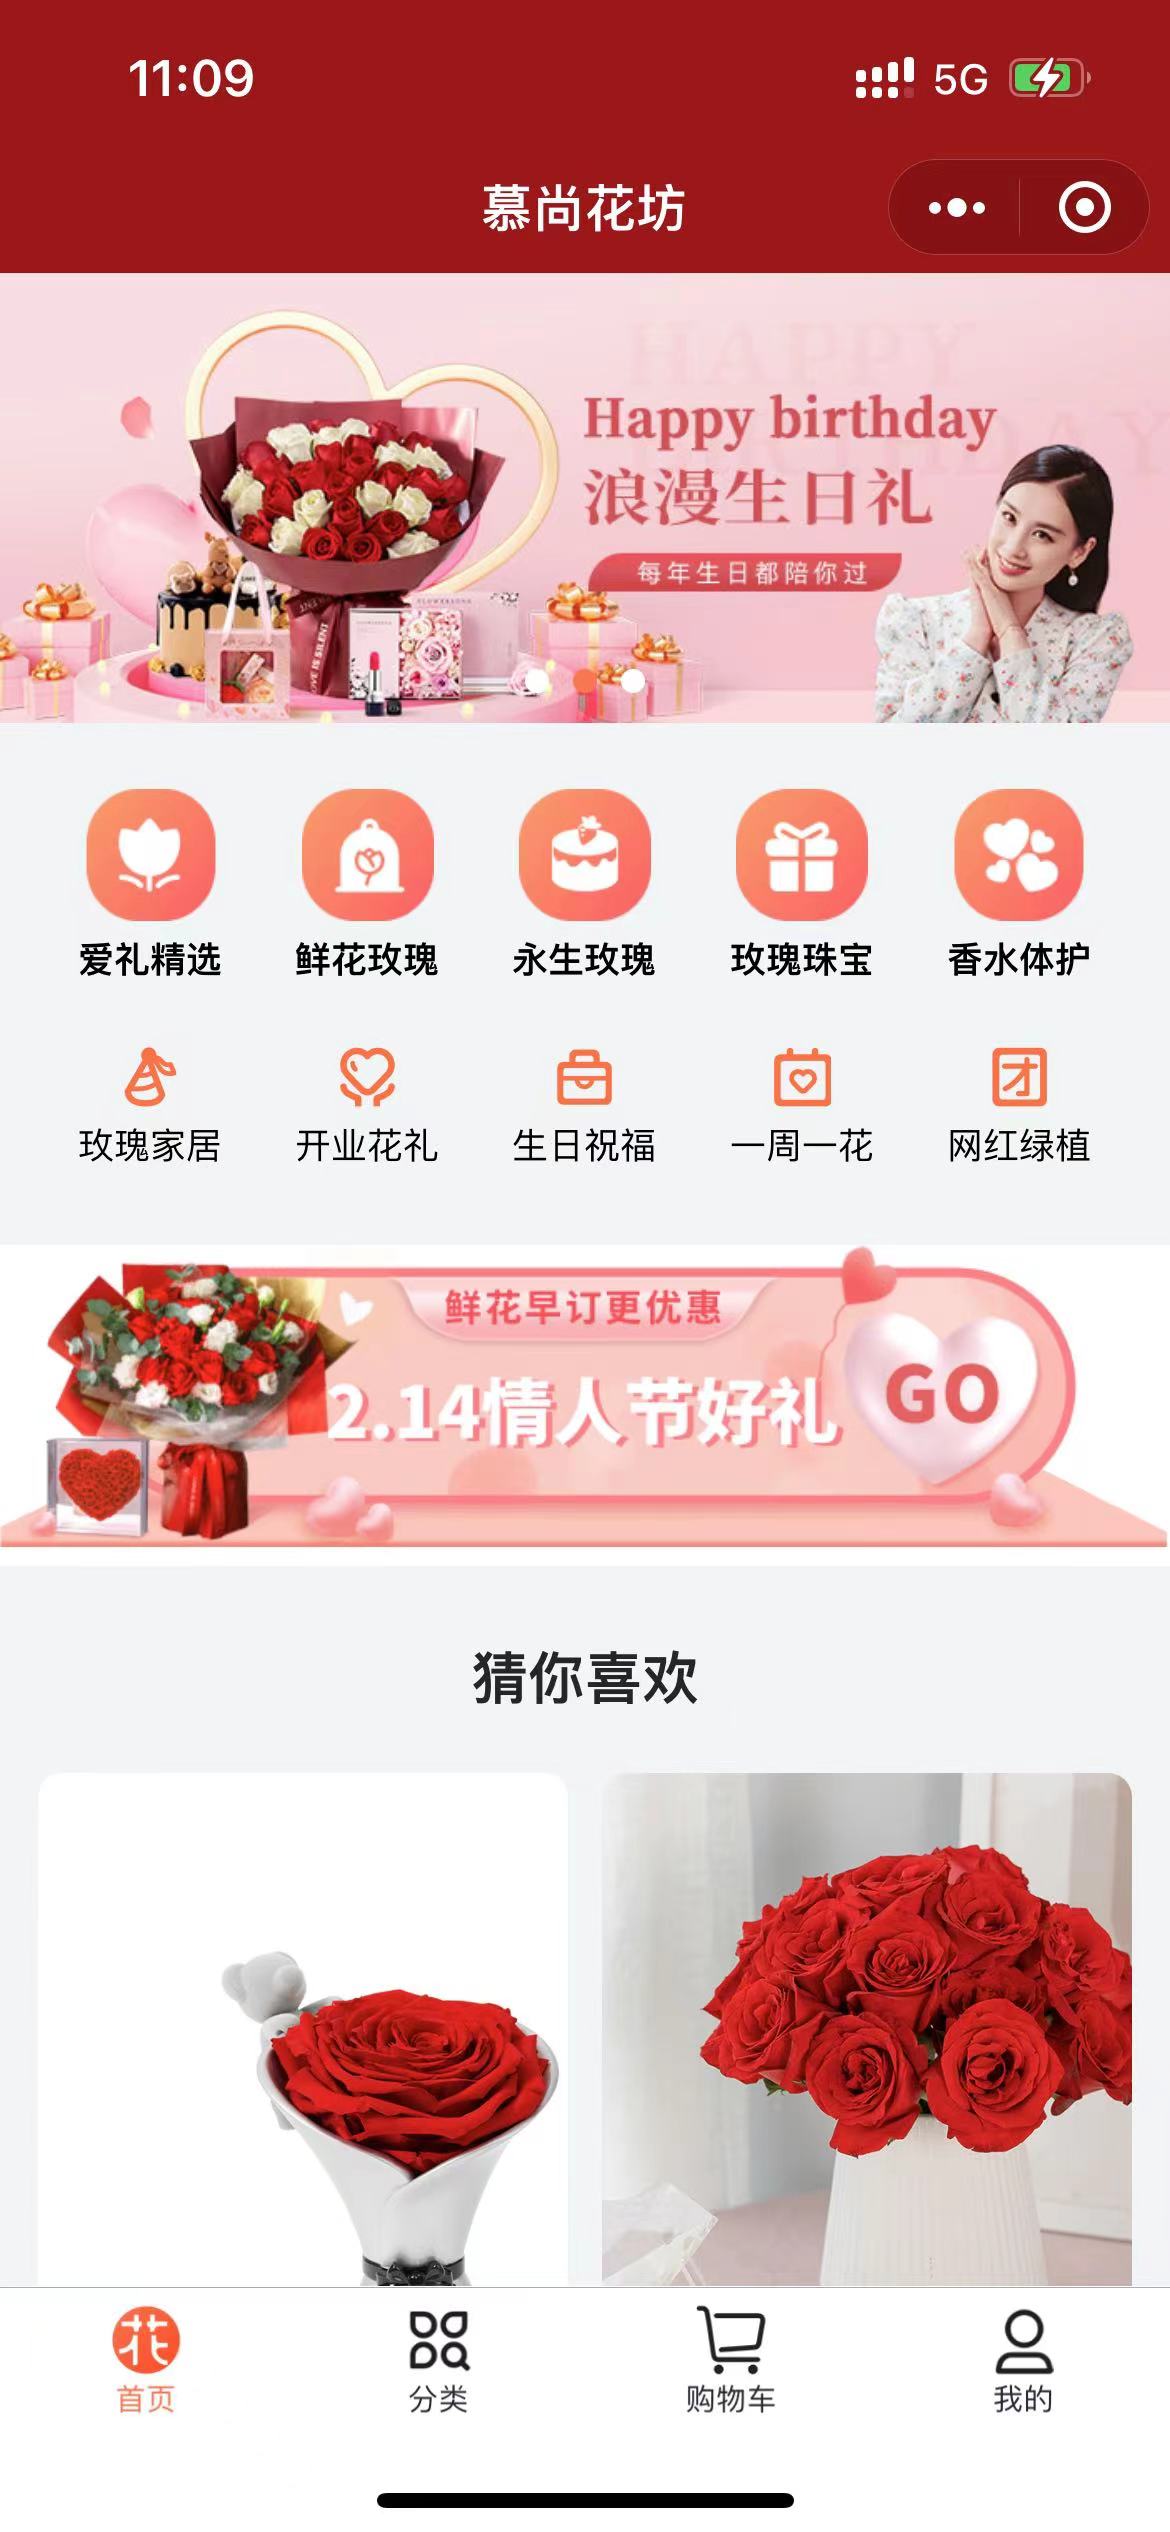 11:09
5G
慕尚花坊
HAPPY
Happy birthday
浪漫生日礼
每年生日都陪你过
爱礼精选
鲜花玫瑰
永生玫瑰
玫瑰珠宝
香水体护
玫瑰家居
开业花礼
生日祝福
一周一花
网红绿植
鲜花早订更优惠
2.14情人节好礼
GO
猜你喜欢
花
首页
分类
购物车
我的